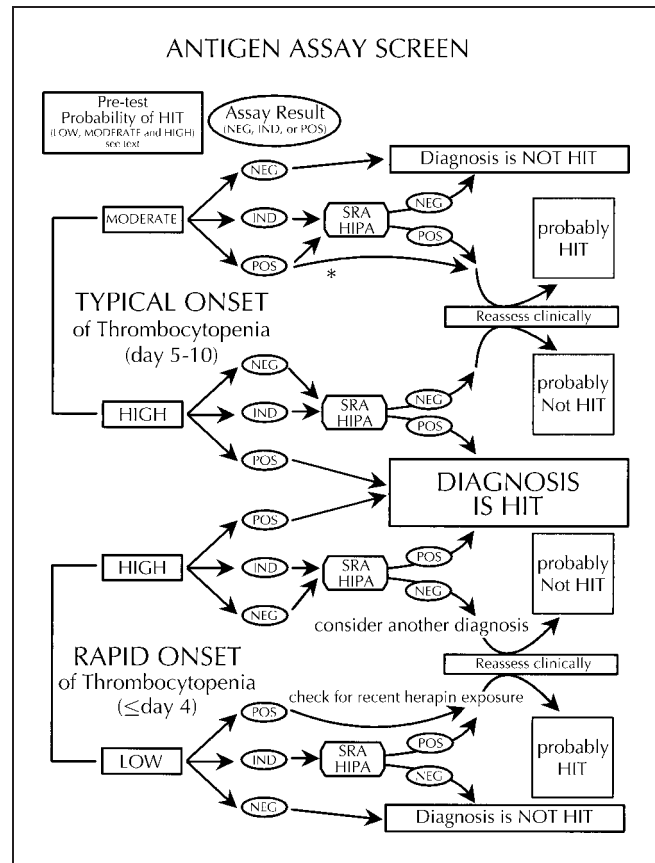 ANTIGEN ASSAY SCREEN
Pre-test
Probability of HIT
(LOW, MODERATE and HIGH)
see text
Assay Result
(NEG, IND, or POS)
NEG
Diagnosis is NOT HIT
MODERATE
IND
SRA
HIPA
NEG
POS
probably
HIT
POS
*
TYPICAL ONSET
of Thrombocytopenia
(day 5-10)
Reassess clinically
NEG
probably
Not HIT
HIGH
IND
SRA
HIPA
NEG
POS
POS
DIAGNOSIS
IS HIT
POS
HIGH
IND
SRA
HIPA
POS
NEG
probably
Not HIT
NEG
consider another diagnosis
RAPID ONSET
of Thrombocytopenia
(≤day 4)
Reassess clinically
check for recent herapin exposure
POS
LOW
IND
SRA
HIPA
POS
NEG
probably
HIT
NEG
Diagnosis is NOT HIT